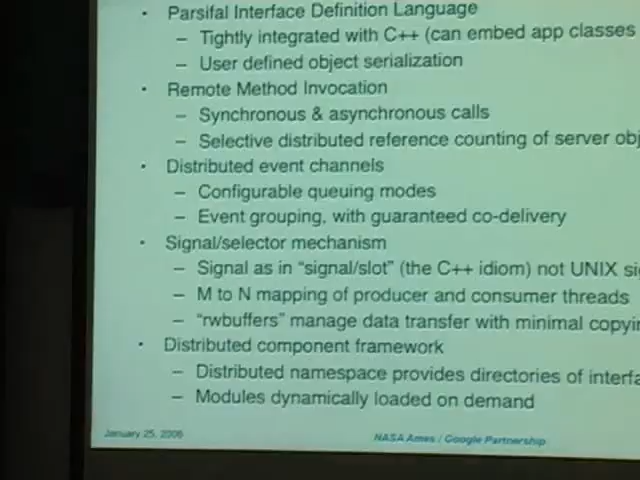 · Parsifal Interface Definition Language
– Tightly integrated with C++ (can embed app classes
– User defined object serialization
· Remote Method Invocation
– Synchronous & asynchronous calls
– Selective distributed reference counting of server obj
· Distributed event channels
– Configurable queuing modes
– Event grouping, with guaranteed co-delivery
· Signal/selector mechanism
– Signal as in “signal/slot” (the C++ idiom) not UNIX si
– M to N mapping of producer and consumer threads
– “rwbuffers” manage data transfer with minimal copyin
· Distributed component framework
– Distributed namespace provides directories of interfa
– Modules dynamically loaded on demand
January 25, 2006
NASA Ames / Google Partnership